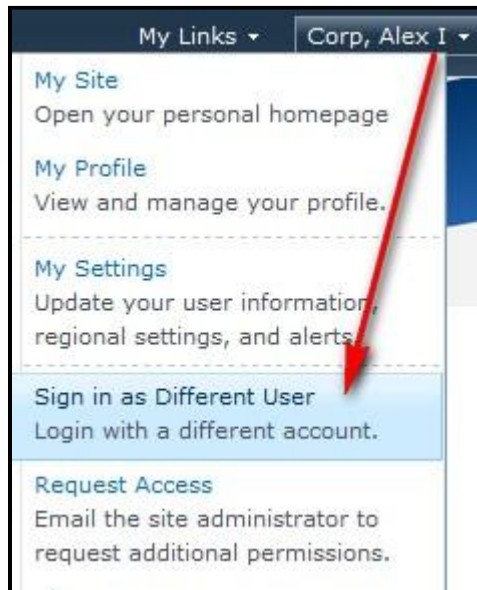 My Links Corp, Alex I
My Site
Open your personal homepage
My Profile
View and manage your profile.
My Settings
Update your user information,
regional settings, and alerts.
Sign in as Different User
Login with a different account.
Request Access
Email the site administrator to
request additional permissions.